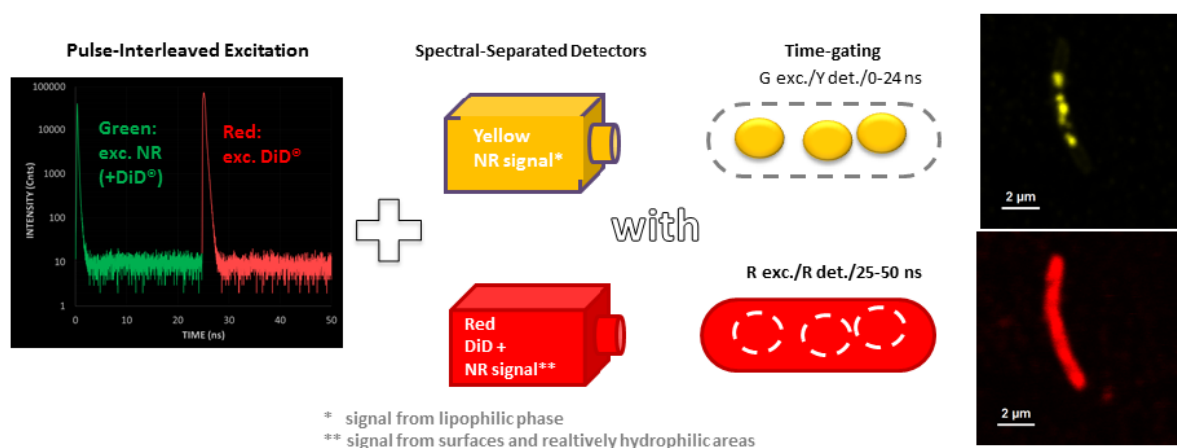 Pulse-Interleaved Excitation
100000
10000
1000
100
10
1
INTENSITY (Cnts)
Green:
exc. NR
(+DiD®)
Red:
exc. DiD®
0
10
20
30
40
50
TIME (ns)
Spectral-Separated Detectors
Yellow
NR signal*
with
Red
DiD +
NR signal**
Time-gating
G exc./Y det./0-24 ns
R exc./R det./25-50 ns
2 µm
2 µm
* signal from lipophilic phase
** signal from surfaces and realtively hydrophilic areas